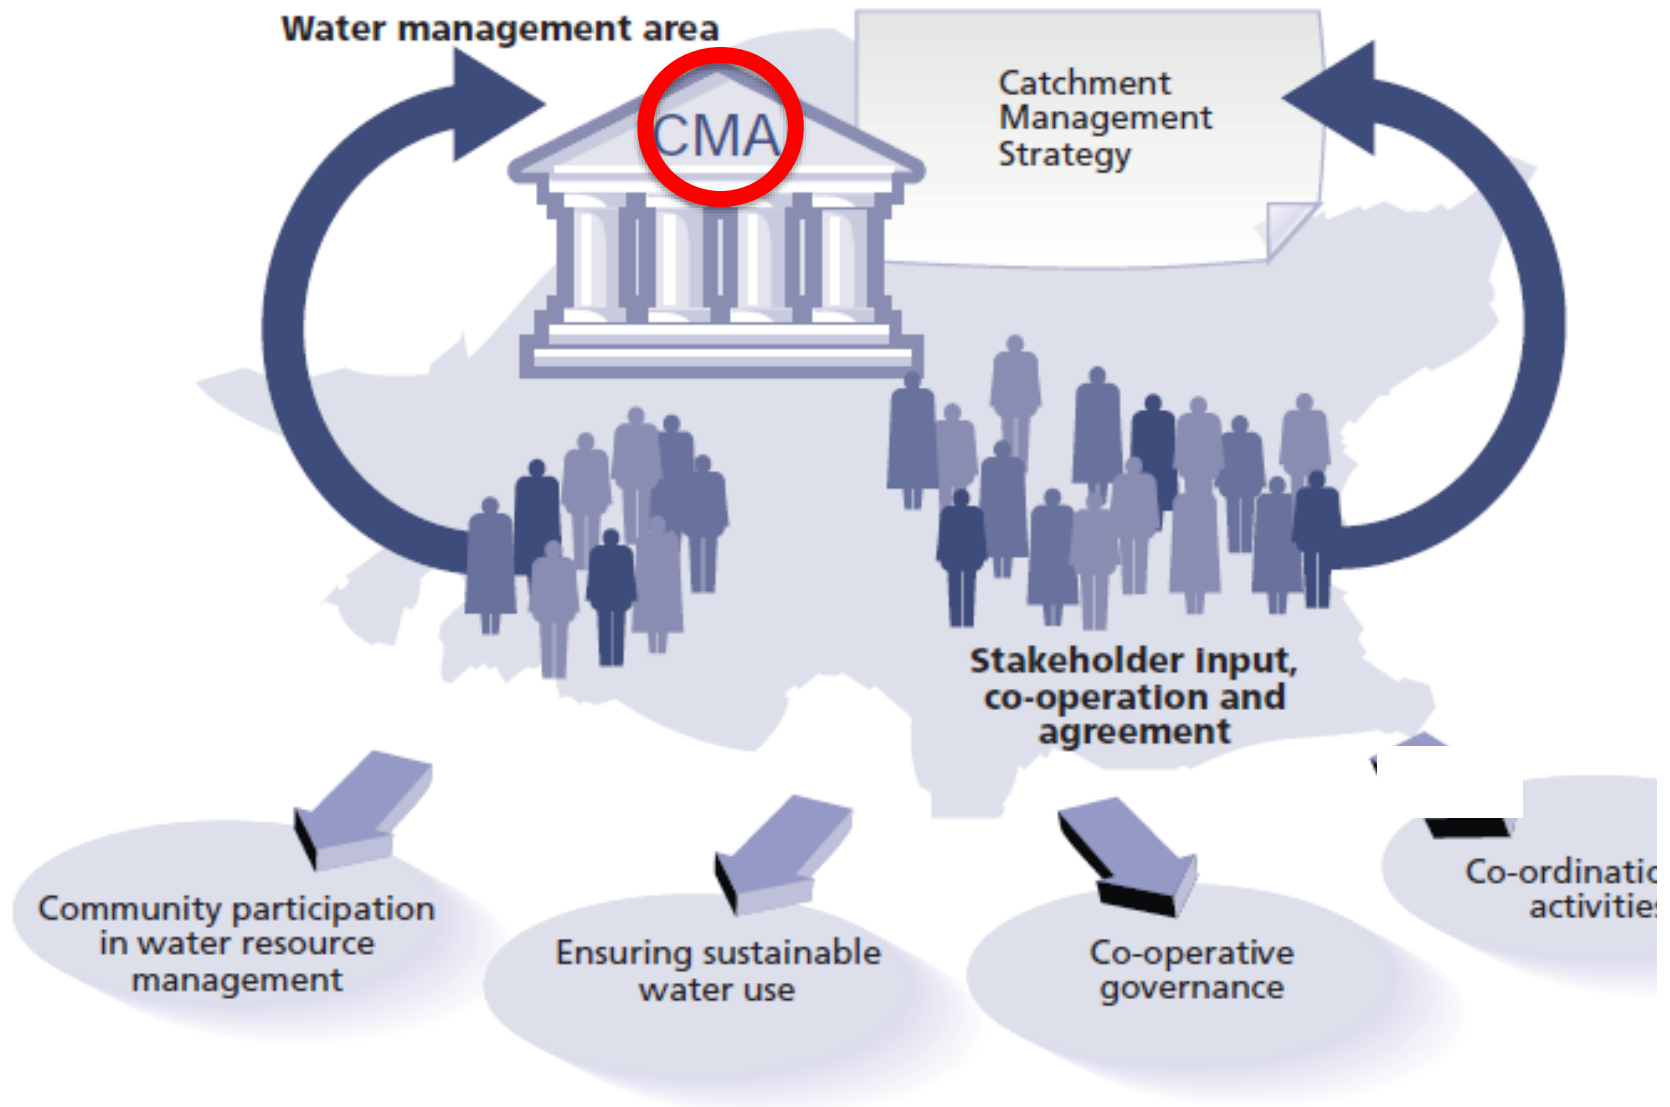 Water management area
CMA
Catchment
Management
Strategy
Stakeholder input,
co-operation and
agreement
Community participation
in water resource
management
Ensuring sustainable
water use
Co-operative
governance
activities